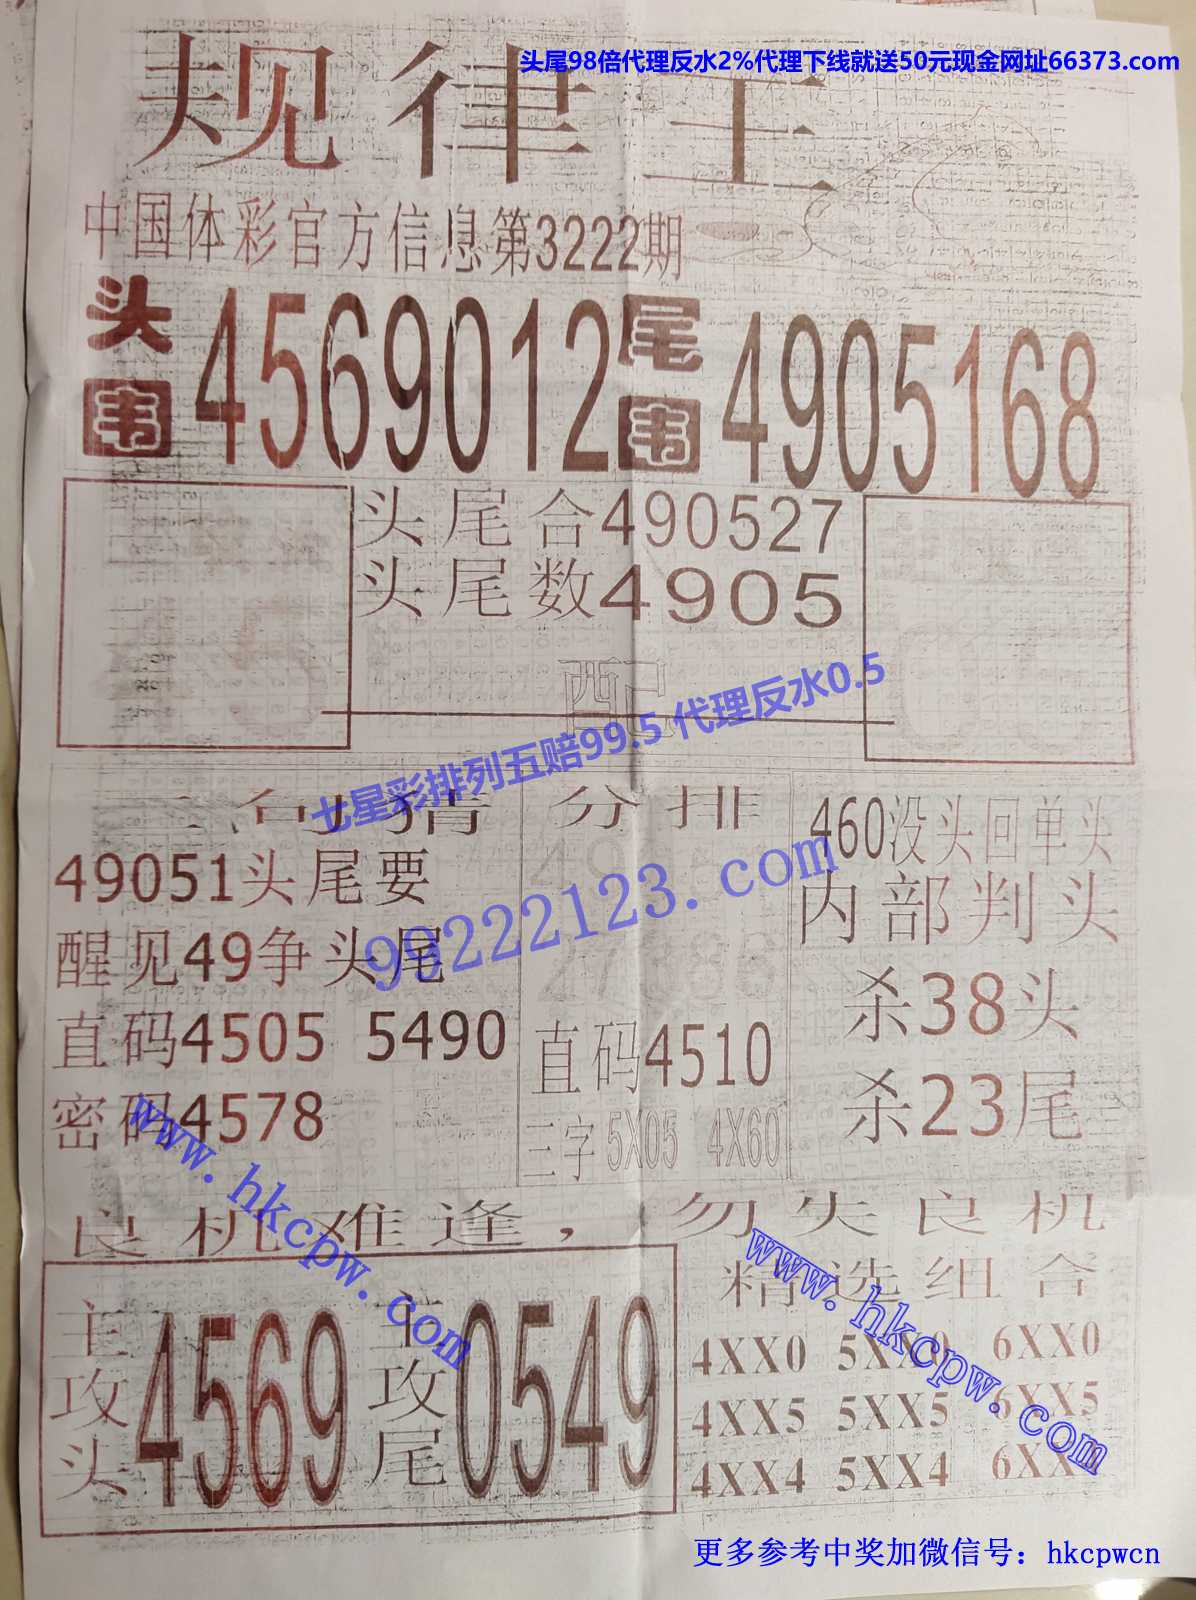 头尾98倍代理反水2%代理下线就送50元现金网址66373.com
规律王
中国体彩官方信息第3222期
头韦 4569012 尾韦 4905168
头尾合490527
头尾数4905
配
七星彩排列五赔99.5 代理反水0.5
99222123.com
分排
49051头尾要
醒见49争头尾
直码4505 5490
密码4578
直码4510
三字 5X05 4X60
460没头回单头
内部判头
杀38头
杀23尾
www.hkcpw.com
良机难逢，勿失良机
主攻头 4569 主攻尾 0549
精选组合
4XX0 5XX0 6XX0
4XX5 5XX5 6XX5
4XX4 5XX4 6XX
www.hkcpw.com
更多参考中奖加微信号：hkcpwcn